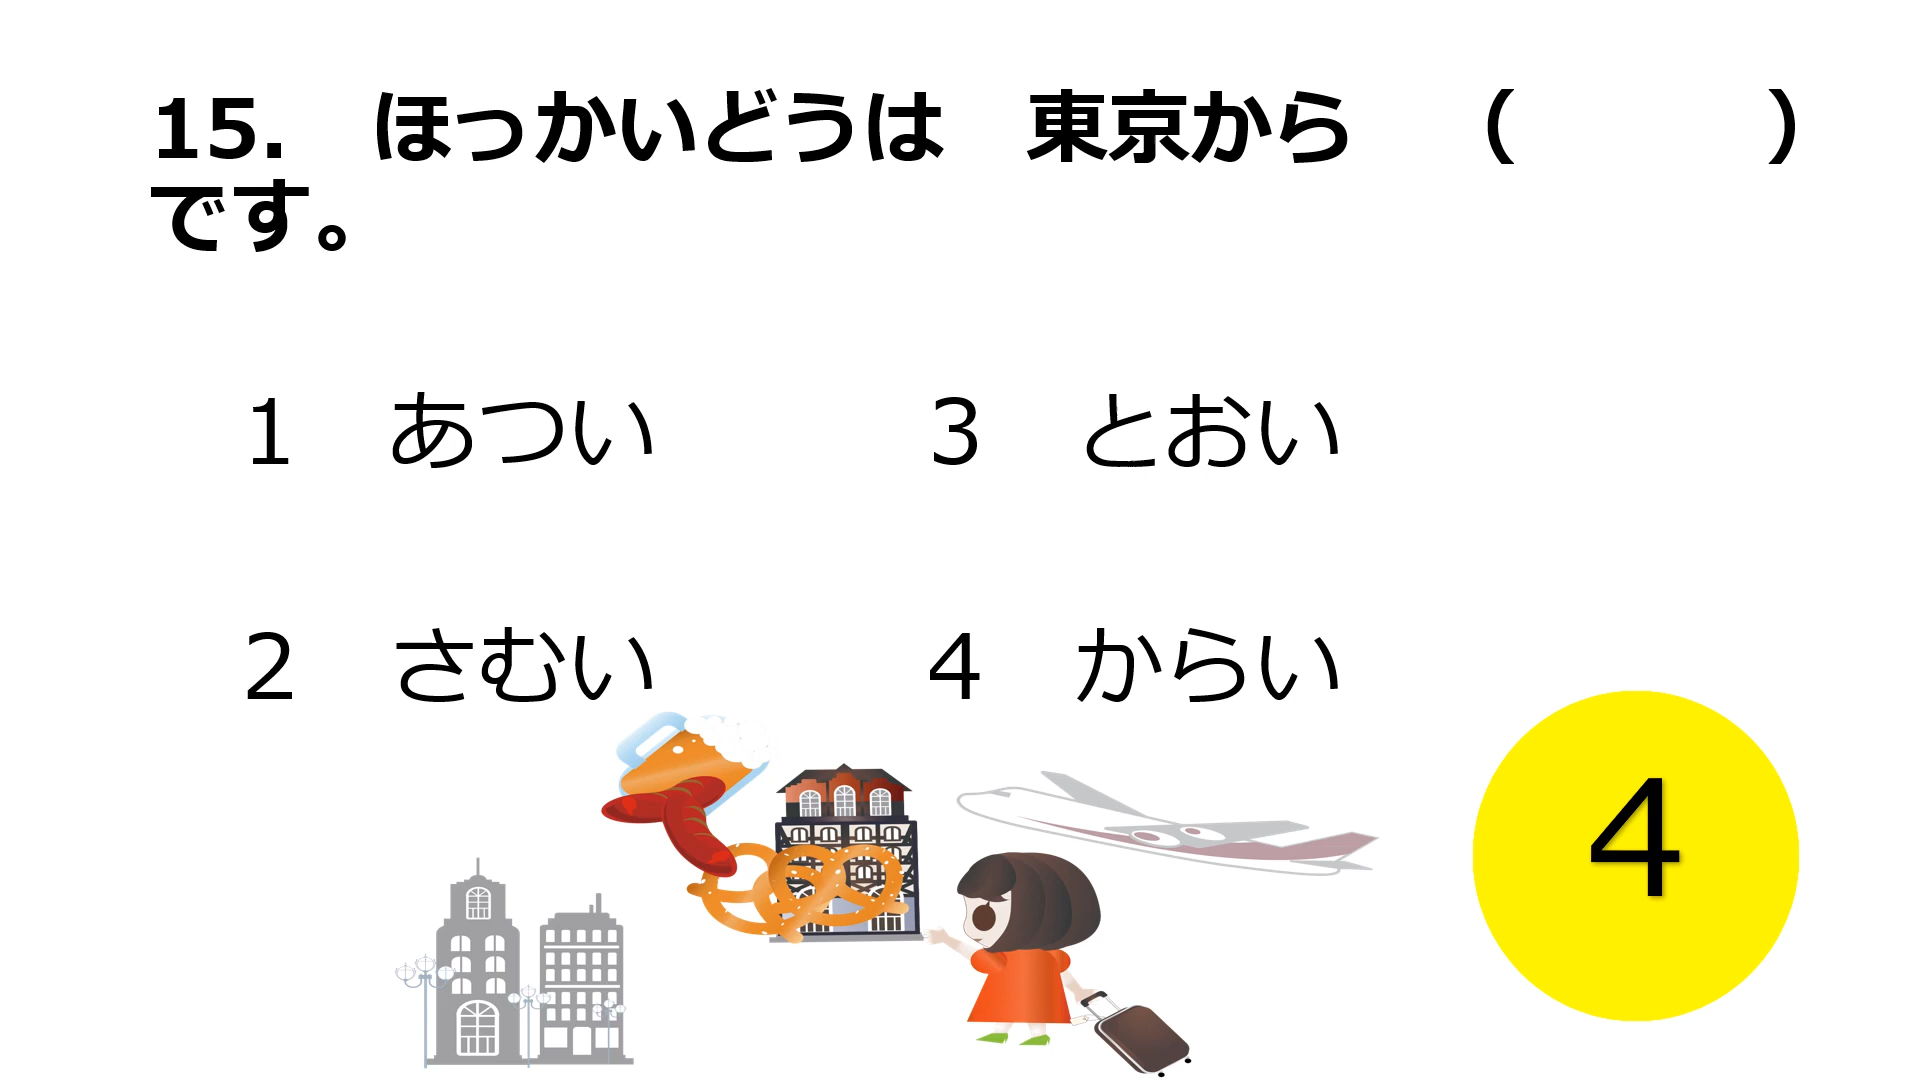 15.　ほっかいどうは　東京から　（　　　）
です。
1　あつい　　　3　とおい
2　さむい　　　4　からい
4